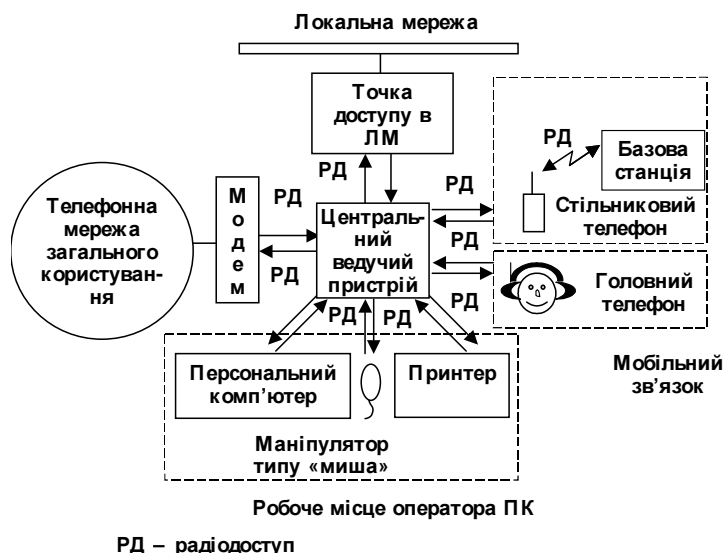 Локальна мережа
Точка
доступу в
ЛМ
РД
Базова
станція
Стільниковий
телефон
РД
РД
РД
М
о
д
е
м
РД
РД
Телефонна
мережа
загального
користуван-
ня
Централь-
ний
ведучий
пристрій
РД
РД
Головний
телефон
РД
РД
Персональний
комп’ютер
Принтер
Мобільний
зв’язок
Маніпулятор
типу «миша»
Робоче місце оператора ПК
РД – радіодоступ